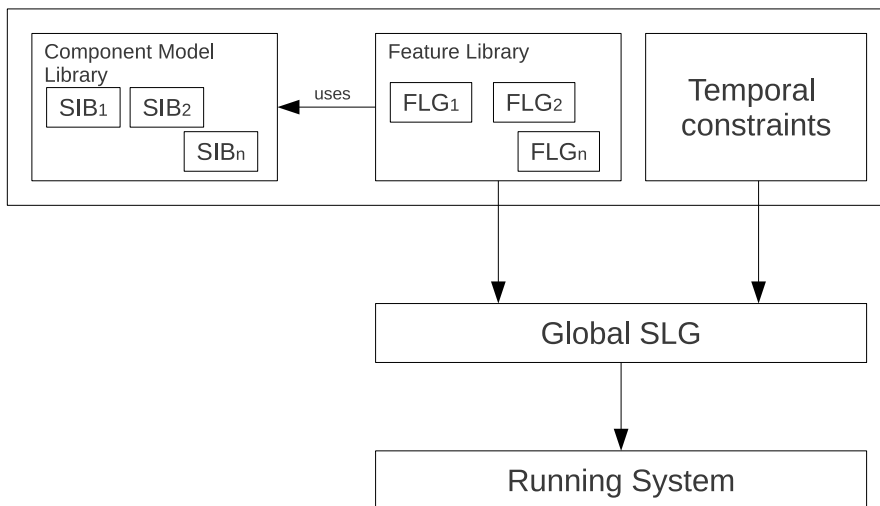 Component Model
Library
SIB1
SIB2
SIBn
uses
Feature Library
FLG1
FLG2
FLGn
Temporal
constraints
Global SLG
Running System